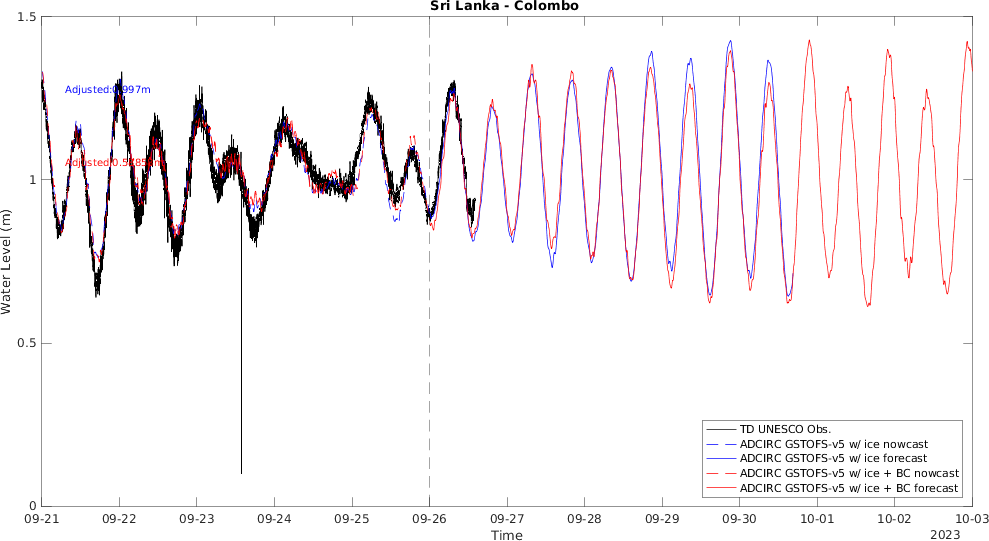 Sri Lanka - Colombo
1.5
1
0.5
0
Water Level (m)
Adjusted:0.997m
09-21
09-22
09-23
09-24
09-25
09-26
09-27
09-28
09-29
09-30
10-01
10-02
10-03
Time
2023
TD UNESCO Obs.
ADCIRC GSTOFS-v5 w/ ice nowcast
ADCIRC GSTOFS-v5 w/ ice forecast
ADCIRC GSTOFS-v5 w/ ice + BC nowcast
ADCIRC GSTOFS-v5 w/ ice + BC forecast